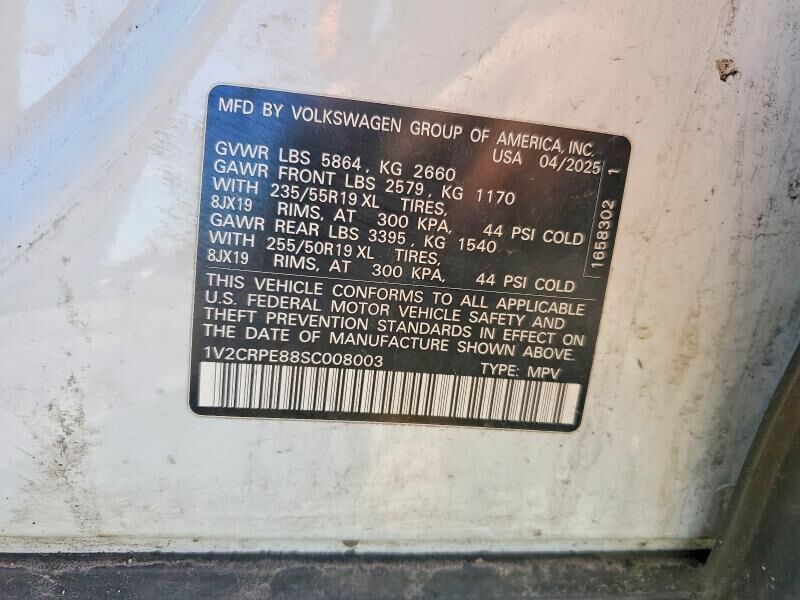 MFD BY VOLKSWAGEN GROUP OF AMERICA, INC.
USA 04/2025
GVWR LBS 5864, KG 2660
GAWR FRONT LBS 2579, KG 1170
WITH 235/55R19 XL TIRES,
8JX19 RIMS, AT 300 KPA, 44 PSI COLD
GAWR REAR LBS 3395, KG 1540
WITH 255/50R19 XL TIRES,
8JX19 RIMS, AT 300 KPA, 44 PSI COLD
THIS VEHICLE CONFORMS TO ALL APPLICABLE
U.S. FEDERAL MOTOR VEHICLE SAFETY AND
THEFT PREVENTION STANDARDS IN EFFECT ON
THE DATE OF MANUFACTURE SHOWN ABOVE.
1V2CRPE88SC008003 TYPE: MPV
1658302 1